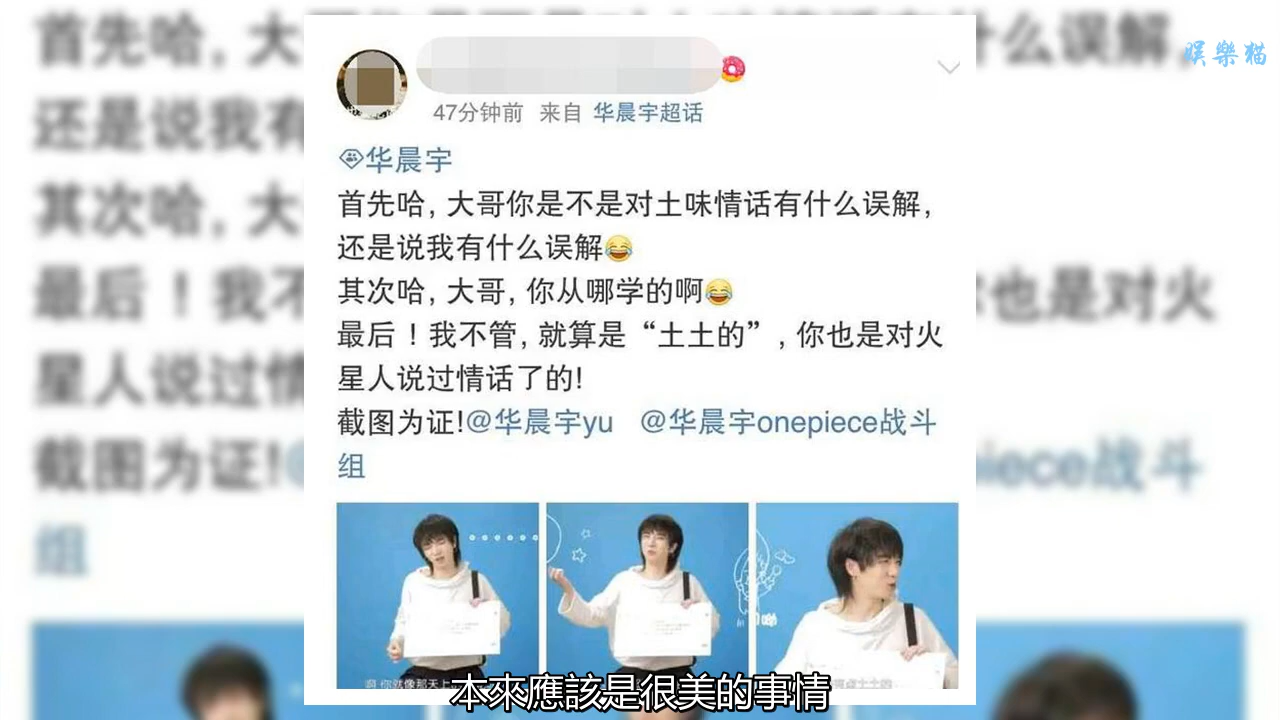 娱樂猫
47分钟前 来自 华晨宇超话
华晨宇
首先哈, 大哥你是不是对土味情话有什么误解,
还是说我有什么误解😂
其次哈, 大哥, 你从哪学的啊😂
最后！我不管, 就算是“土土的”, 你也是对火
星人说过情话了的!
截图为证!@华晨宇yu @华晨宇onepiece战斗
组
本來應該是很美的事情